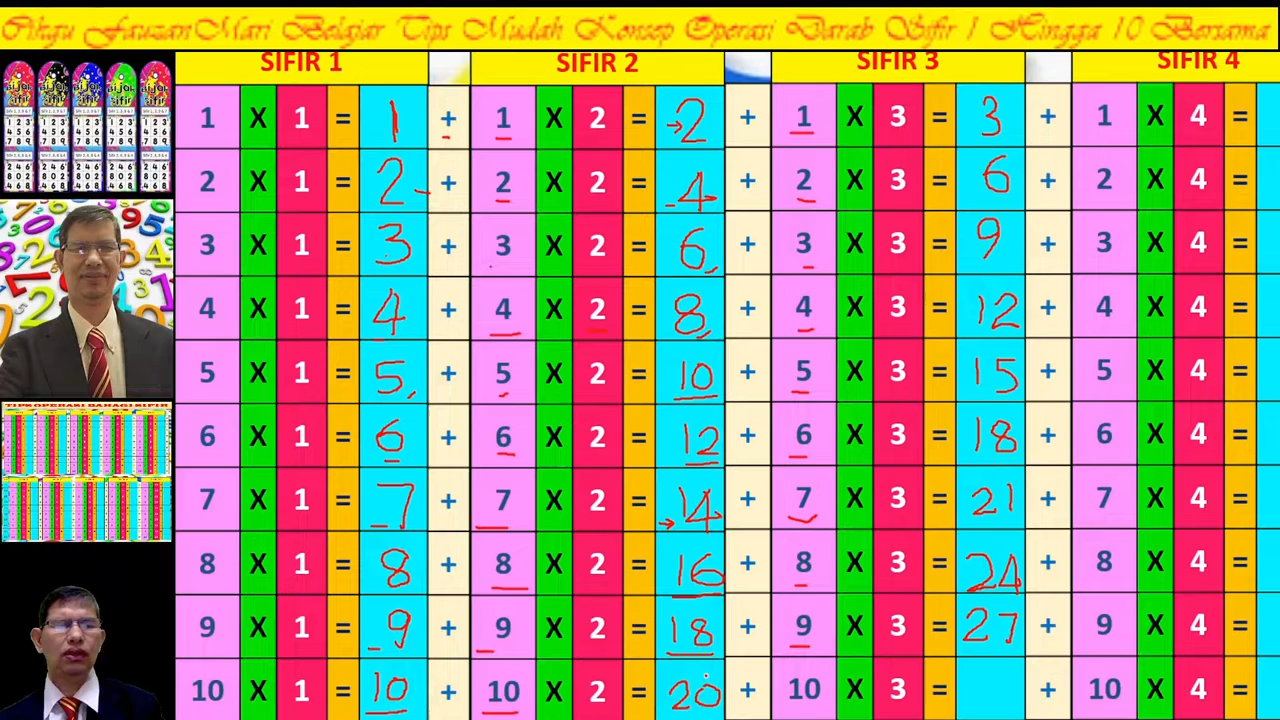 Cikgu Fauzan Mari Belajar Tips Mudah Konsep Operasi Darab Sifir 1 Hingga 10 Bersama
SIFIR 1 SIFIR 2 SIFIR 3 SIFIR 4
1 X 1 = 1 + 1 X 2 = 2 + 1 X 3 = 3 + 1 X 4 =
2 X 1 = 2 + 2 X 2 = 4 + 2 X 3 = 6 + 2 X 4 =
3 X 1 = 3 + 3 X 2 = 6 + 3 X 3 = 9 + 3 X 4 =
4 X 1 = 4 + 4 X 2 = 8 + 4 X 3 = 12 + 4 X 4 =
5 X 1 = 5 + 5 X 2 = 10 + 5 X 3 = 15 + 5 X 4 =
6 X 1 = 6 + 6 X 2 = 12 + 6 X 3 = 18 + 6 X 4 =
7 X 1 = 7 + 7 X 2 = 14 + 7 X 3 = 21 + 7 X 4 =
8 X 1 = 8 + 8 X 2 = 16 + 8 X 3 = 24 + 8 X 4 =
9 X 1 = 9 + 9 X 2 = 18 + 9 X 3 = 27 + 9 X 4 =
10 X 1 = 10 + 10 X 2 = 20 + 10 X 3 = + 10 X 4 =
TIPS OPERASI BAHAGI SIFIR